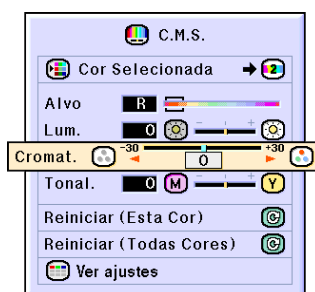 C.M.S.
Cor Selecionada 2
Alvo R
Lum. 0 - +
Cromat. -30 0 +30
Tonal. 0 M - Y
Reiniciar (Esta Cor)
Reiniciar (Todas Cores)
Ver ajustes